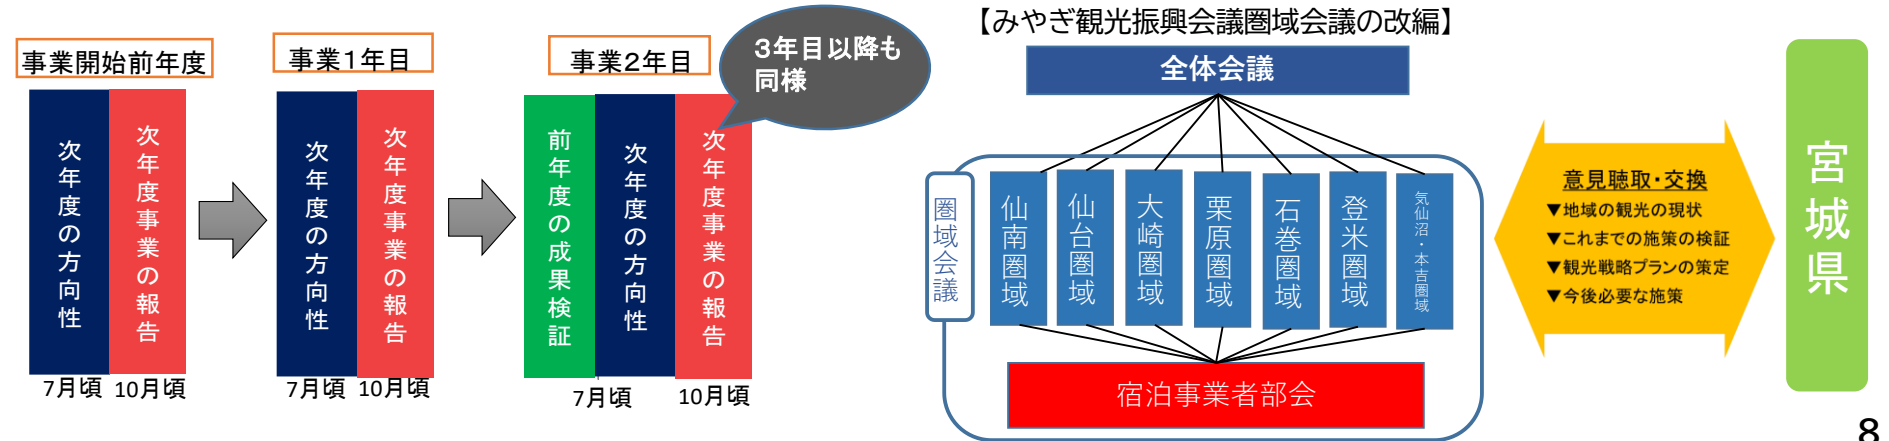 事業開始前年度
次年度の方向性
次年度事業の報告
7月頃
10月頃
事業1年目
次年度の方向性
次年度事業の報告
7月頃
10月頃
事業2年目
前年度の成果検証
次年度の方向性
次年度事業の報告
7月頃
10月頃
3年目以降も
同様
【みやぎ観光振興会議圏域会議の改編】
全体会議
圏域会議
仙南圏域
仙台圏域
大崎圏域
栗原圏域
石巻圏域
登米圏域
気仙沼・本吉圏域
宿泊事業者部会
意見聴取・交換
▼地域の観光の現状
▼これまでの施策の検証
▼観光戦略プランの策定
▼今後必要な施策
宮城県
8